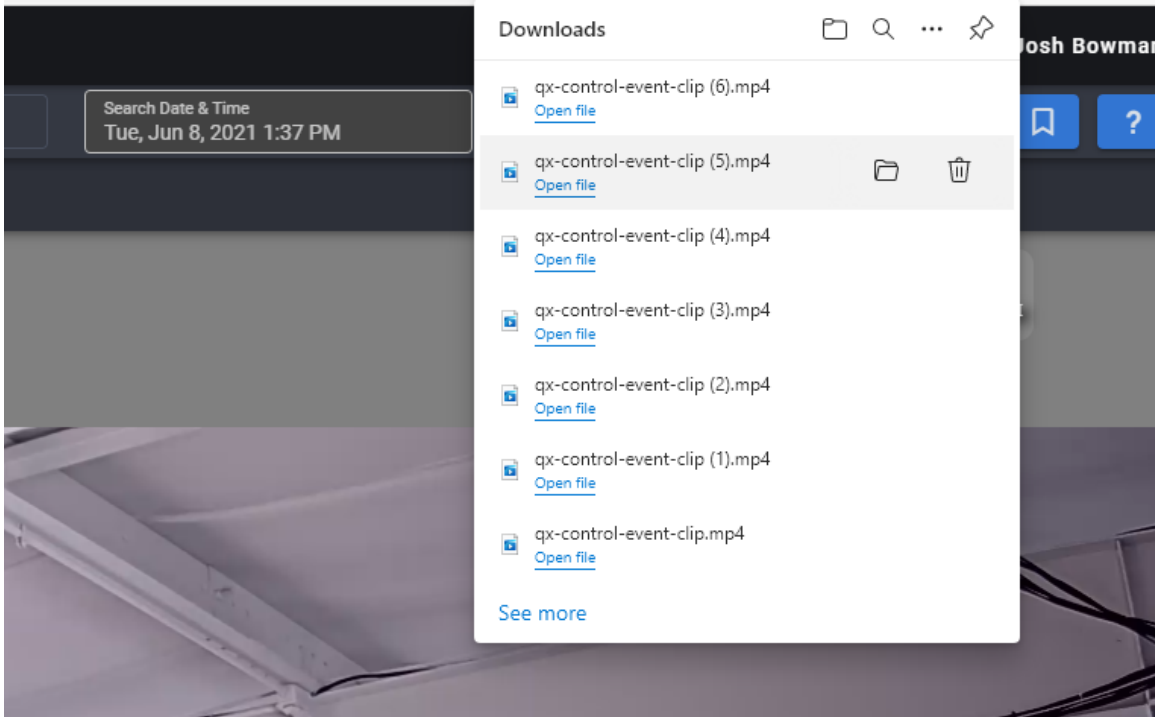 Downloads
Josh Bowman
Search Date & Time
Tue, Jun 8, 2021 1:37 PM
?
qx-control-event-clip (6).mp4
Open file
qx-control-event-clip (5).mp4
Open file
qx-control-event-clip (4).mp4
Open file
qx-control-event-clip (3).mp4
Open file
qx-control-event-clip (2).mp4
Open file
qx-control-event-clip (1).mp4
Open file
qx-control-event-clip.mp4
Open file
See more